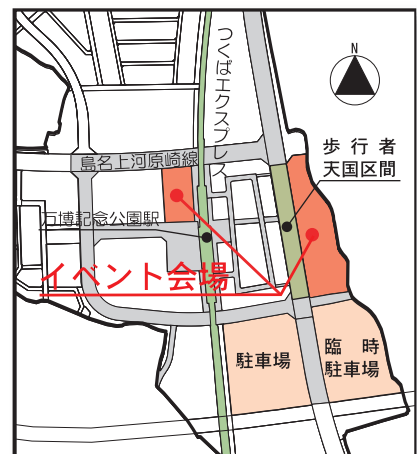 つくばエクスプレス
N
歩行者
天国区間
島名上河原崎線
万博記念公園駅
イベント会場
駐車場
臨時
駐車場